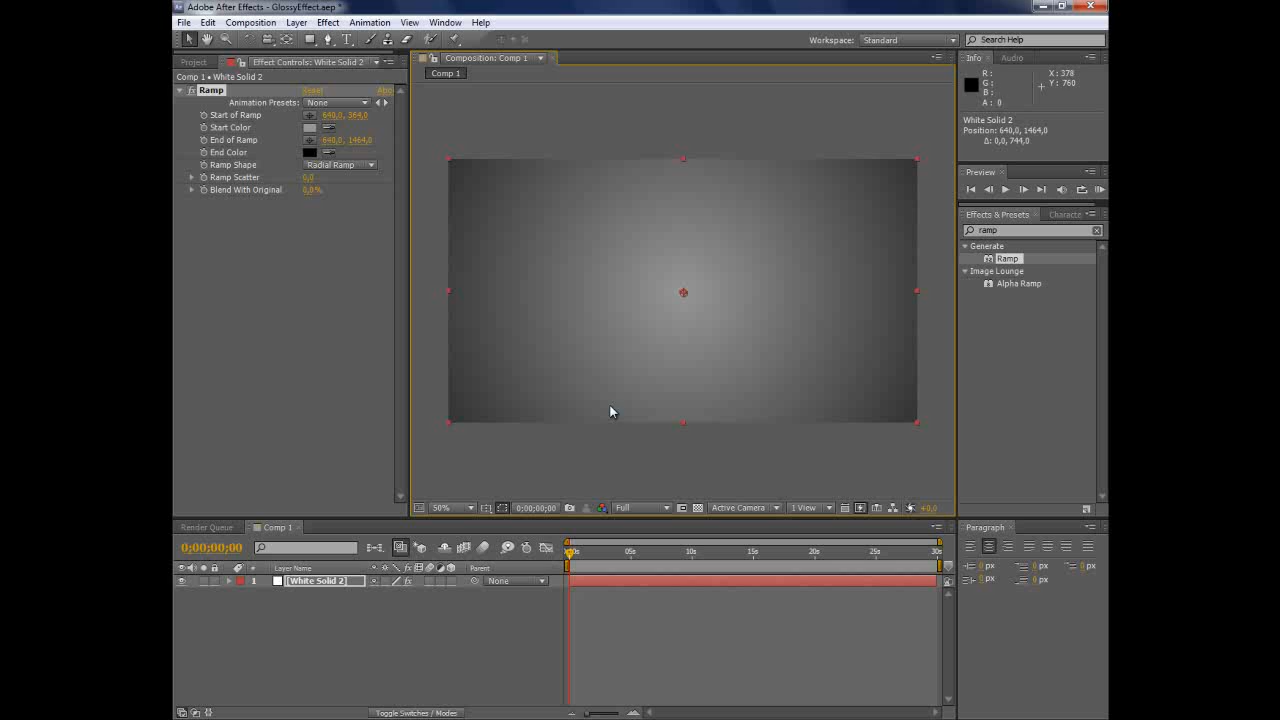 Adobe After Effects - GlossyEffect.aep *
File Edit Composition Layer Effect Animation View Window Help
Workspace: Standard Search Help
Project Effect Controls: White Solid 2
Comp 1 • White Solid 2
Ramp Reset Abo
Animation Presets: None
Start of Ramp 640,0, 364,0
Start Color
End of Ramp 640,0, 1464,0
End Color
Ramp Shape Radial Ramp
Ramp Scatter 0,0
Blend With Original 0,0%
Composition: Comp 1
Comp 1
50% 0;00;00;00 Full Active Camera 1 View +0,0
Info Audio
R: X: 378
G: Y: 760
B:
A: 0
White Solid 2
Position: 640,0, 1464,0
Δ: 0,0, 744,0
Preview
Effects & Presets Characte
ramp
Generate
Ramp
Image Lounge
Alpha Ramp
Render Queue Comp 1
0;00;00;00
05s 10s 15s 20s 25s 30s
# Layer Name Parent
1 [White Solid 2] None
Toggle Switches / Modes
Paragraph
0 px 0 px 0 px
0 px 0 px